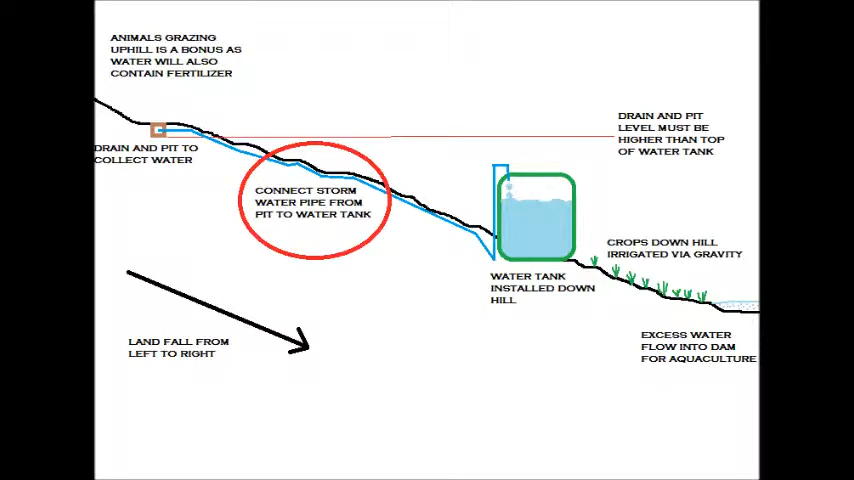 ANIMALS GRAZING
UPHILL IS A BONUS AS
WATER WILL ALSO
CONTAIN FERTILIZER
DRAIN AND PIT
LEVEL MUST BE
HIGHER THAN TOP
OF WATER TANK
DRAIN AND PIT TO
COLLECT WATER
CONNECT STORM
WATER PIPE FROM
PIT TO WATER TANK
CROPS DOWN HILL
IRRIGATED VIA GRAVITY
WATER TANK
INSTALLED DOWN
HILL
LAND FALL FROM
LEFT TO RIGHT
EXCESS WATER
FLOW INTO DAM
FOR AQUACULTURE